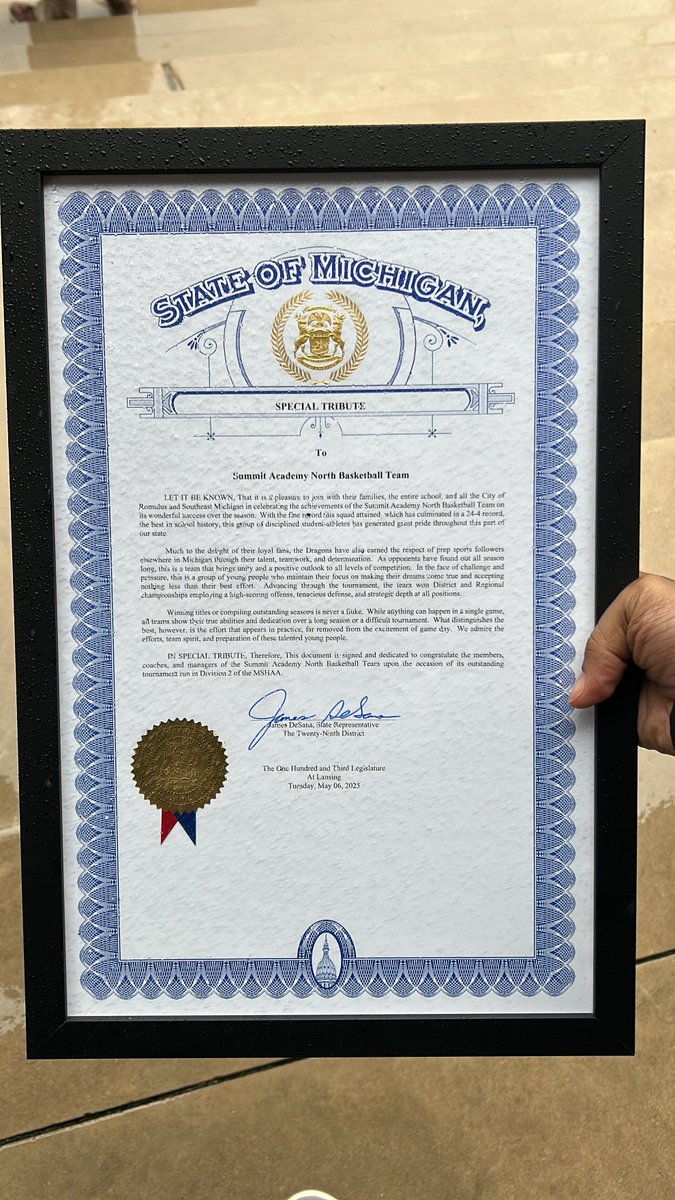 STATE OF MICHIGAN,
SPECIAL TRIBUTE
To
Summit Academy North Basketball Team
LET IT BE KNOWN, That it is a pleasure to join with their families, the entire school, and all the City of
Romulus and Southeast Michigan in celebrating the achievements of the Summit Academy North Basketball Team on
its wonderful success over the season. With the fine record this squad attained, which has culminated in a 24-4 record,
the best in school history, this group of disciplined student-athletes has generated great pride throughout this part of
our state.
Much to the delight of their loyal fans, the Dragons have also earned the respect of prep sports followers
elsewhere in Michigan through their talent, teamwork, and determination. As opponents have found out all season
long, this is a team that brings unity and a positive outlook to all levels of competition. In the face of challenge and
pressure, this is a group of young people who maintain their focus on making their dreams come true and accepting
nothing less than their best effort. Advancing through the tournament, the team won District and Regional
championships employing a high-scoring offense, tenacious defense, and strategic depth at all positions.
Winning titles or compiling outstanding seasons is never a fluke. While anything can happen in a single game,
all teams show their true abilities and dedication over a long season or a difficult tournament. What distinguishes the
best, however, is the effort that appears in practice, far removed from the excitement of game day. We admire the
efforts, team spirit, and preparation of these talented young people.
IN SPECIAL TRIBUTE, Therefore, This document is signed and dedicated to congratulate the members,
coaches, and managers of the Summit Academy North Basketball Team upon the occasion of its outstanding
tournament run in Division 2 of the MSHAA.
James DeSana
James DeSana, State Representative
The Twenty-Ninth District
The One Hundred and Third Legislature
At Lansing
Tuesday, May 06, 2025